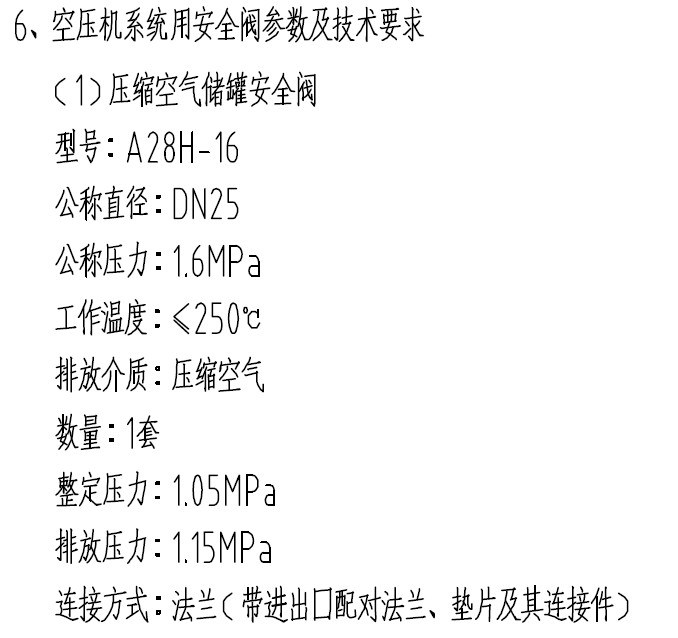 6、空压机系统用安全阀参数及技术要求
（1）压缩空气储罐安全阀
型号：A28H-16
公称直径：DN25
公称压力：1.6MPa
工作温度：≤250℃
排放介质：压缩空气
数量：1套
整定压力：1.05MPa
排放压力：1.15MPa
连接方式：法兰（带进出口配对法兰、垫片及其连接件）